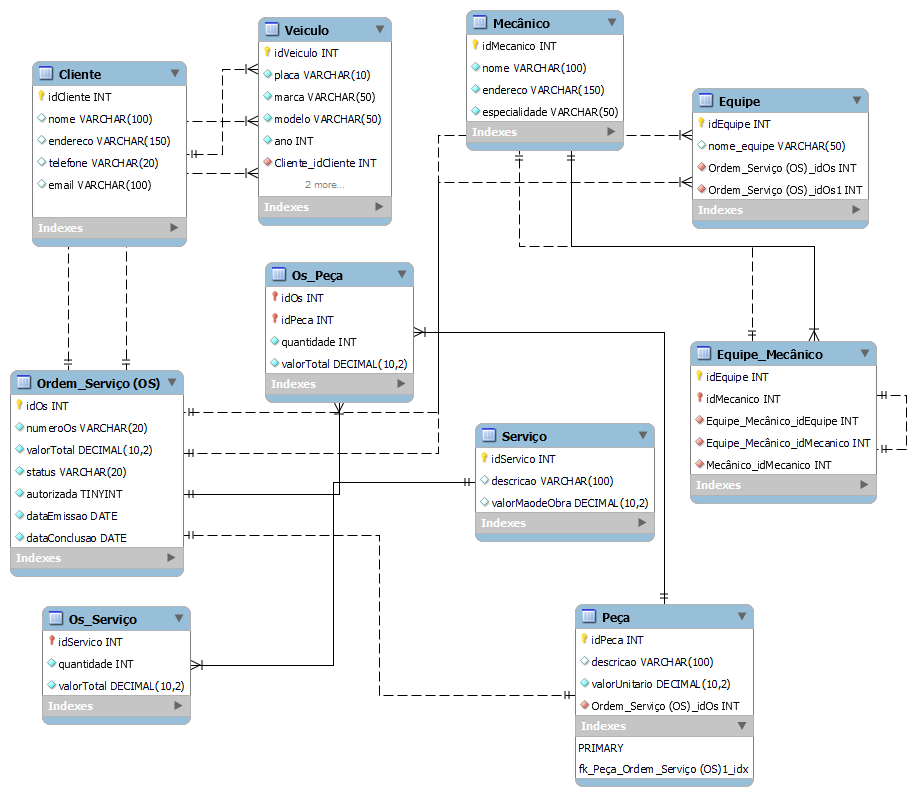 Cliente
idCliente INT
nome VARCHAR(100)
endereco VARCHAR(150)
telefone VARCHAR(20)
email VARCHAR(100)
Indexes
Veiculo
idVeiculo INT
placa VARCHAR(10)
marca VARCHAR(50)
modelo VARCHAR(50)
ano INT
Cliente_idCliente INT
2 more...
Indexes
Mecânico
idMecanico INT
nome VARCHAR(100)
endereco VARCHAR(150)
especialidade VARCHAR(50)
Indexes
Equipe
idEquipe INT
nome_equipe VARCHAR(50)
Ordem_Serviço (OS)_idOs INT
Ordem_Serviço (OS)_idOs1 INT
Indexes
Os_Peça
idOs INT
idPeca INT
quantidade INT
valorTotal DECIMAL(10,2)
Indexes
Equipe_Mecânico
idEquipe INT
idMecanico INT
Equipe_Mecânico_idEquipe INT
Equipe_Mecânico_idMecanico INT
Mecânico_idMecanico INT
Indexes
Ordem_Serviço (OS)
idOs INT
numeroOs VARCHAR(20)
valorTotal DECIMAL(10,2)
status VARCHAR(20)
autorizada TINYINT
dataEmissao DATE
dataConclusao DATE
Indexes
Serviço
idServico INT
descricao VARCHAR(100)
valorMaodeObra DECIMAL(10,2)
Indexes
Os_Serviço
idServico INT
quantidade INT
valorTotal DECIMAL(10,2)
Indexes
Peça
idPeca INT
descricao VARCHAR(100)
valorUnitario DECIMAL(10,2)
Ordem_Serviço (OS)_idOs INT
Indexes
PRIMARY
fk_Peça_Ordem_Serviço (OS)1_idx